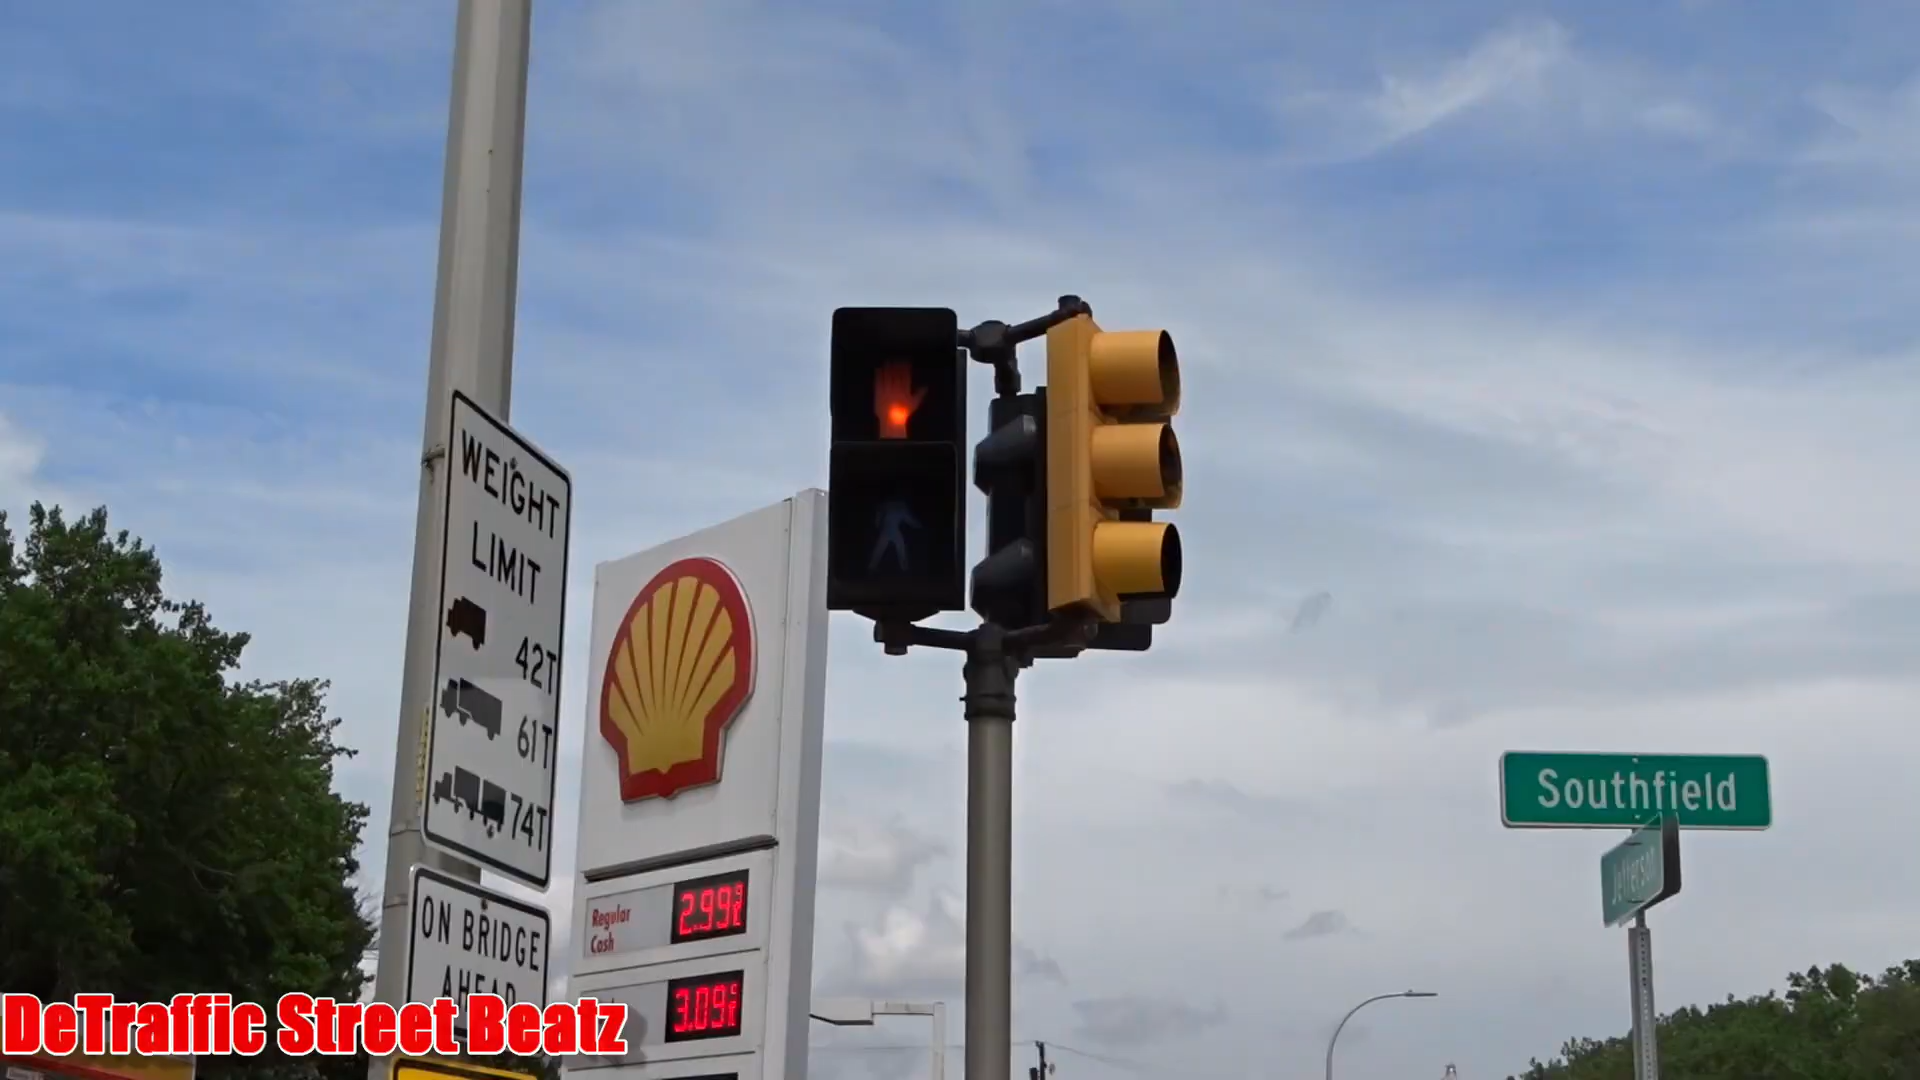 WEIGHT
LIMIT
42T
61T
74T
ON BRIDGE
AHEAD
Regular
Cash
2.99
3.09
Southfield
Jefferson
DeTraffic Street Beatz